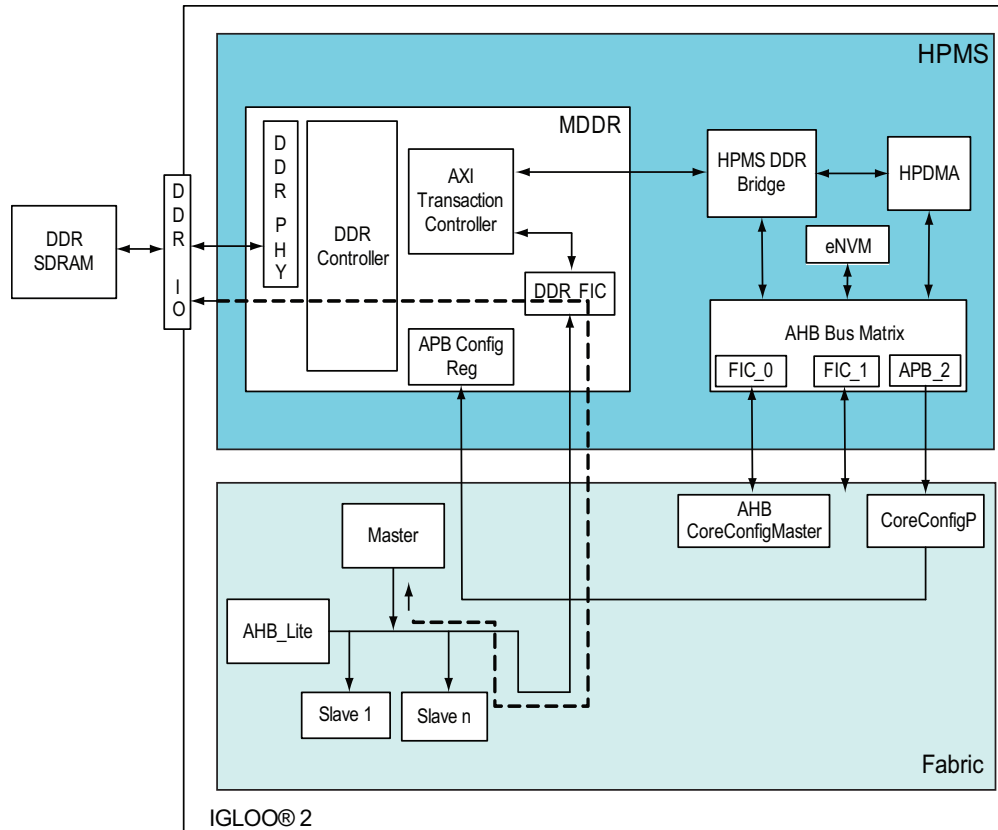 HPMS
MDDR
D
D
R
P
H
Y
DDR
Controller
AXI
Transaction
Controller
DDR_FIC
APB Config
Reg
HPMS DDR
Bridge
HPDMA
eNVM
AHB Bus Matrix
FIC_0
FIC_1
APB_2
DDR
SDRAM
D
D
R
IO
Master
AHB_Lite
Slave 1
Slave n
AHB
CoreConfigMaster
CoreConfigP
Fabric
IGLOO® 2